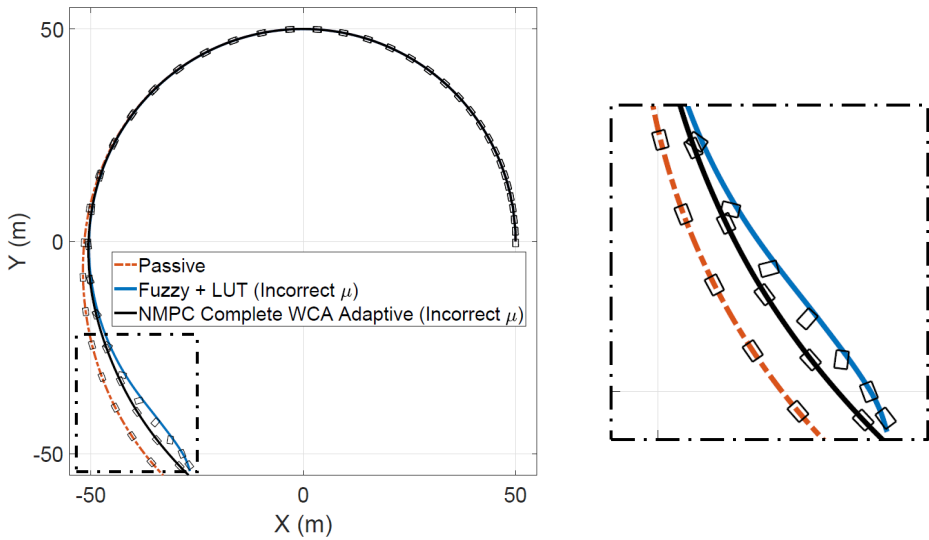 50
0
-50
Y (m)
Passive
Fuzzy + LUT (Incorrect μ)
NMPC Complete WCA Adaptive (Incorrect μ)
-50
0
50
X (m)